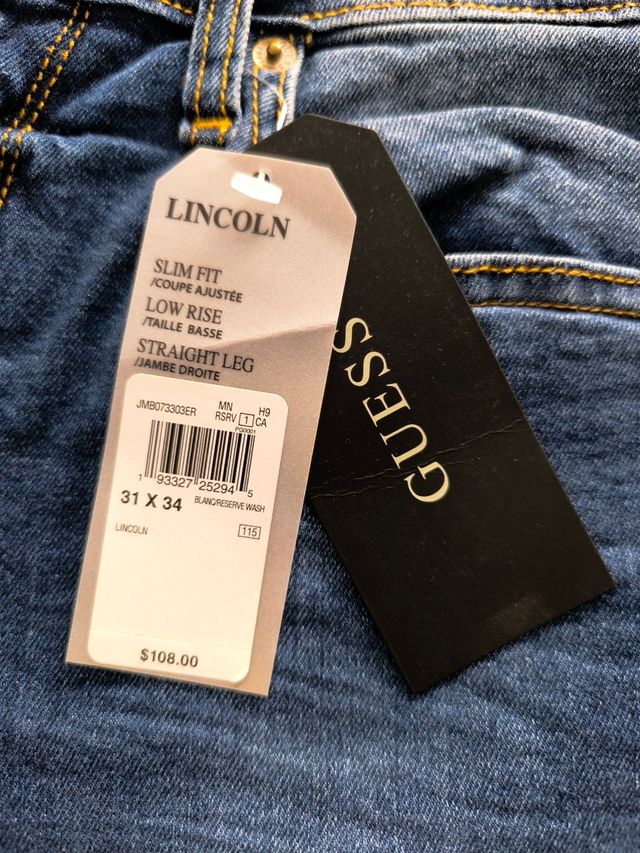 LINCOLN
SLIM FIT
/COUPE AJUSTÉE
LOW RISE
/TAILLE BASSE
STRAIGHT LEG
/JAMBE DROITE
JMB073303ER MN H9
RSRV 1 CA
PG0001
1 93327 25294 5
31 X 34 BLANC/RESERVE WASH
LINCOLN 115
$108.00
GUESS